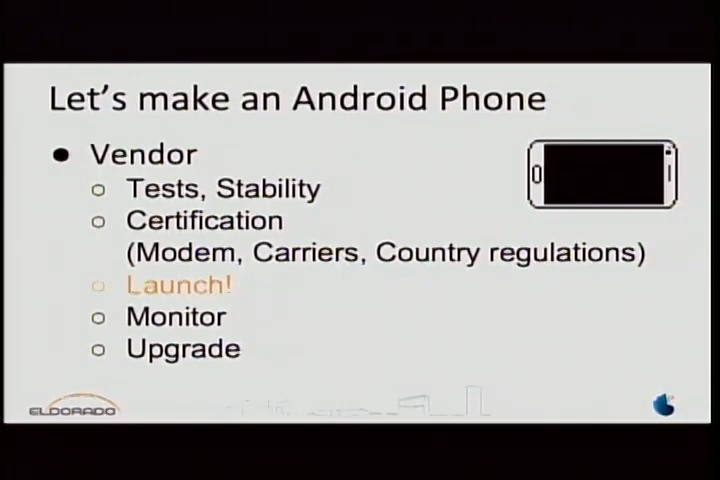 Let's make an Android Phone
● Vendor
○ Tests, Stability
○ Certification
(Modem, Carriers, Country regulations)
○ Launch!
○ Monitor
○ Upgrade
ELDORADO